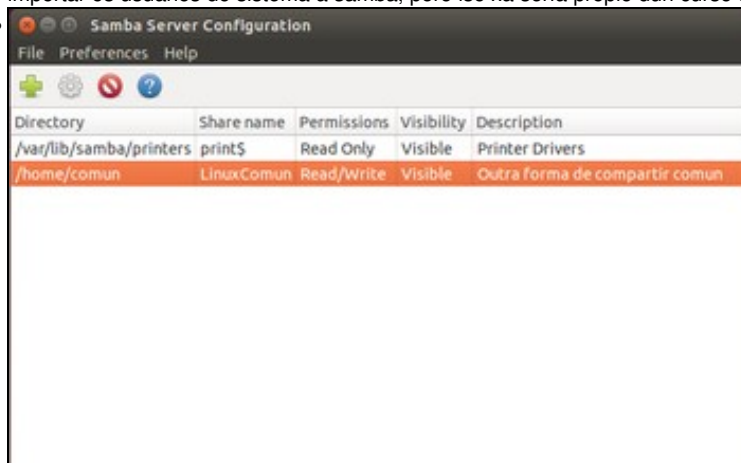 Samba Server Configuration
File Preferences Help
Directory Share name Permissions Visibility Description
/var/lib/samba/printers print$ Read Only Visible Printer Drivers
/home/comun LinuxComun Read/Write Visible Outra forma de compartir comun